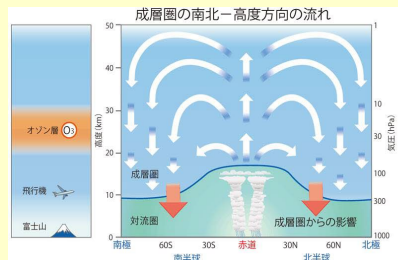 成層圏の南北－高度方向の流れ
オゾン層 O3
飛行機
富士山
高度(km)
50
40
30
20
10
0
成層圏
対流圏
成層圏からの影響
気圧(hPa)
1
10
30
100
300
1000
南極 60S 30S 赤道 30N 60N 北極
南半球 北半球